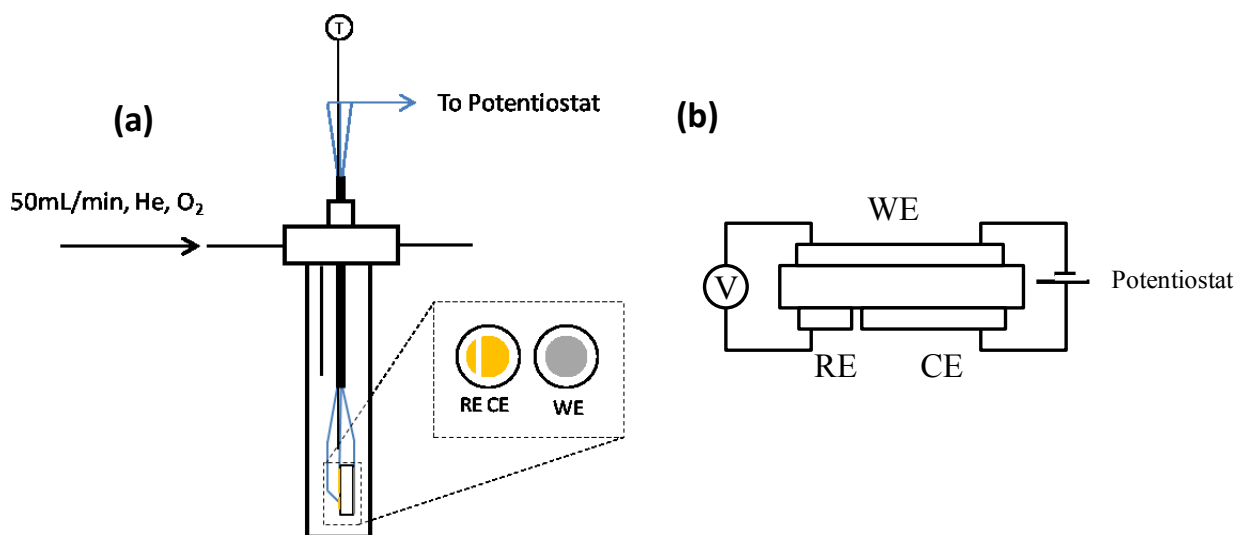 T
To Potentiostat
(a)
(b)
50mL/min, He, O₂
WE
V
Potentiostat
RE CE
WE
RE
CE